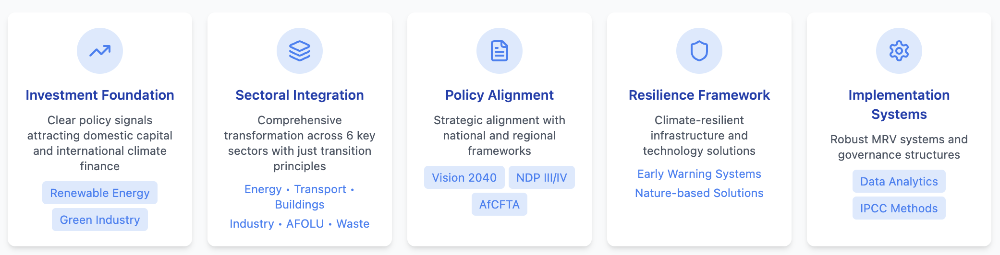 Investment Foundation
Clear policy signals
attracting domestic capital
and international climate
finance
Renewable Energy
Green Industry
Sectoral Integration
Comprehensive
transformation across 6 key
sectors with just transition
principles
Energy • Transport •
Buildings
Industry • AFOLU • Waste
Policy Alignment
Strategic alignment with
national and regional
frameworks
Vision 2040
NDP III/IV
AfCFTA
Resilience Framework
Climate-resilient
infrastructure and
technology solutions
Early Warning Systems
Nature-based Solutions
Implementation
Systems
Robust MRV systems and
governance structures
Data Analytics
IPCC Methods